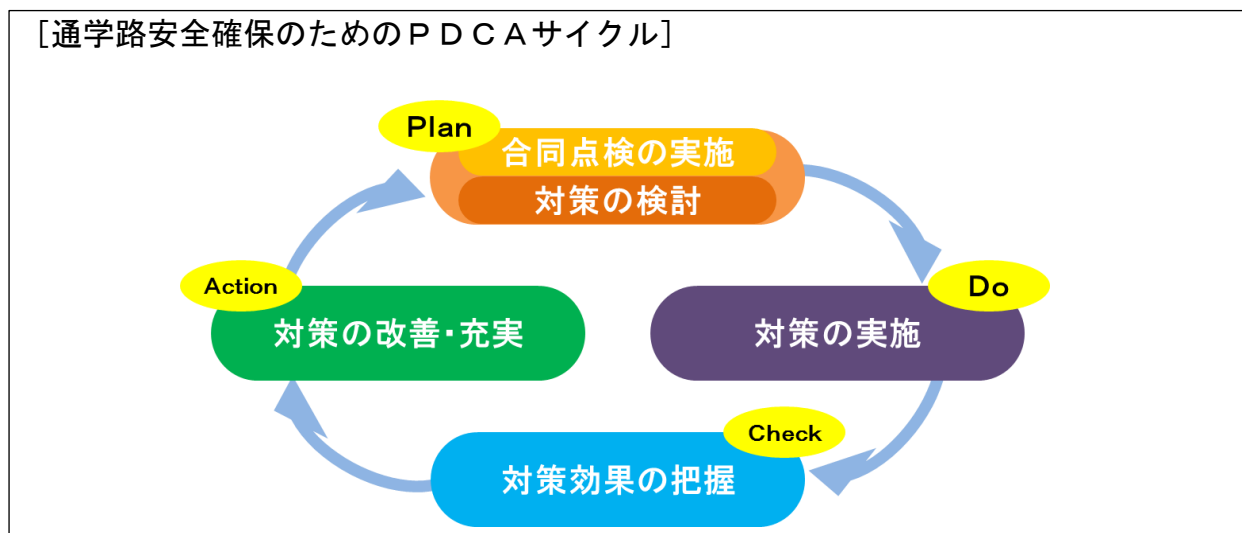 ［通学路安全確保のためのＰＤＣＡサイクル］
Plan
合同点検の実施
対策の検討
Action
Do
対策の改善・充実
対策の実施
Check
対策効果の把握